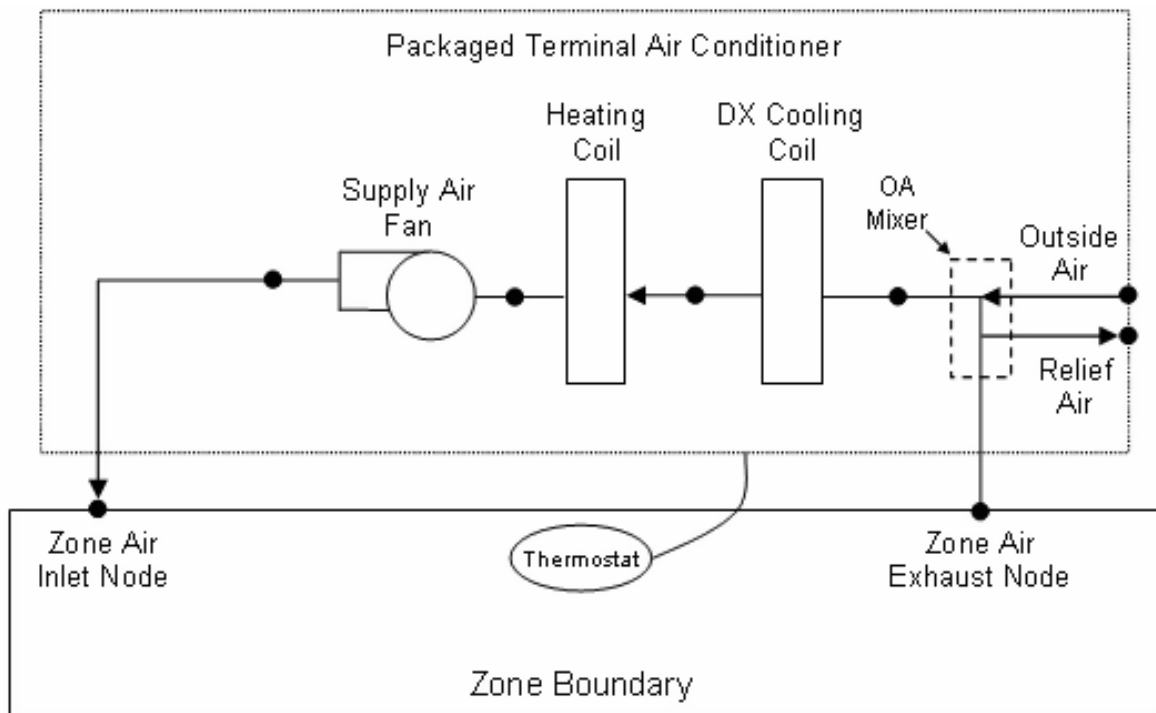 Packaged Terminal Air Conditioner
Heating
Coil
DX Cooling
Coil
Supply Air
Fan
OA
Mixer
Outside
Air
Relief
Air
Zone Air
Inlet Node
Thermostat
Zone Air
Exhaust Node
Zone Boundary